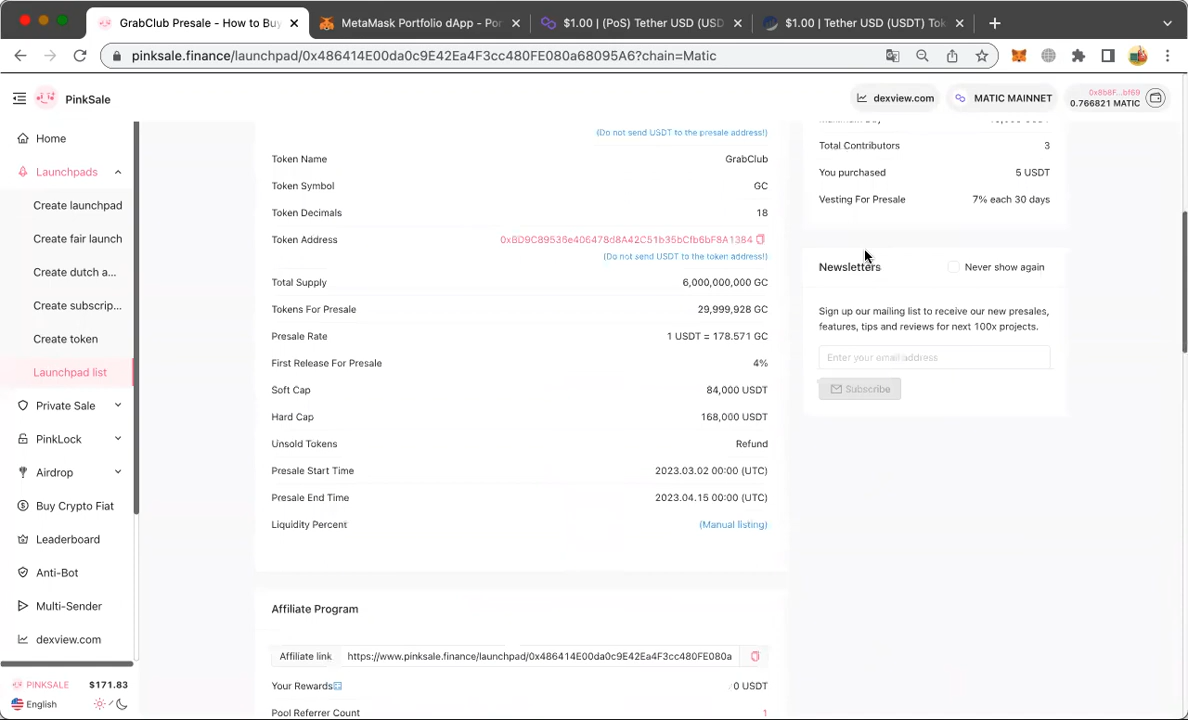 GrabClub Presale - How to Buy
MetaMask Portfolio dApp - Por
$1.00 | (PoS) Tether USD (USD
$1.00 | Tether USD (USDT) Tok
pinksale.finance/launchpad/0x486414E00da0c9E42Ea4F3cc480FE080a68095A6?chain=Matic
PinkSale
dexview.com
MATIC MAINNET
0x8b8F...bf69
0.766821 MATIC
Home
Launchpads
Create launchpad
Create fair launch
Create dutch a...
Create subscrip...
Create token
Launchpad list
Private Sale
PinkLock
Airdrop
Buy Crypto Fiat
Leaderboard
Anti-Bot
Multi-Sender
dexview.com
PINKSALE $171.83
English
(Do not send USDT to the presale address!)
Token Name GrabClub
Token Symbol GC
Token Decimals 18
Token Address 0x8D9C89536e406478d8A42C51b35bCfb6bF8A1384
(Do not send USDT to the token address!)
Total Supply 6,000,000,000 GC
Tokens For Presale 29,999,928 GC
Presale Rate 1 USDT = 178.571 GC
First Release For Presale 4%
Soft Cap 84,000 USDT
Hard Cap 168,000 USDT
Unsold Tokens Refund
Presale Start Time 2023.03.02 00:00 (UTC)
Presale End Time 2023.04.15 00:00 (UTC)
Liquidity Percent (Manual listing)
Affiliate Program
Affiliate link https://www.pinksale.finance/launchpad/0x486414E00da0c9E42Ea4F3cc480FE080a
Your Rewards 0 USDT
Pool Referrer Count 1
Total Contributors 3
You purchased 5 USDT
Vesting For Presale 7% each 30 days
Newsletters Never show again
Sign up our mailing list to receive our new presales,
features, tips and reviews for next 100x projects.
Enter your email address
Subscribe